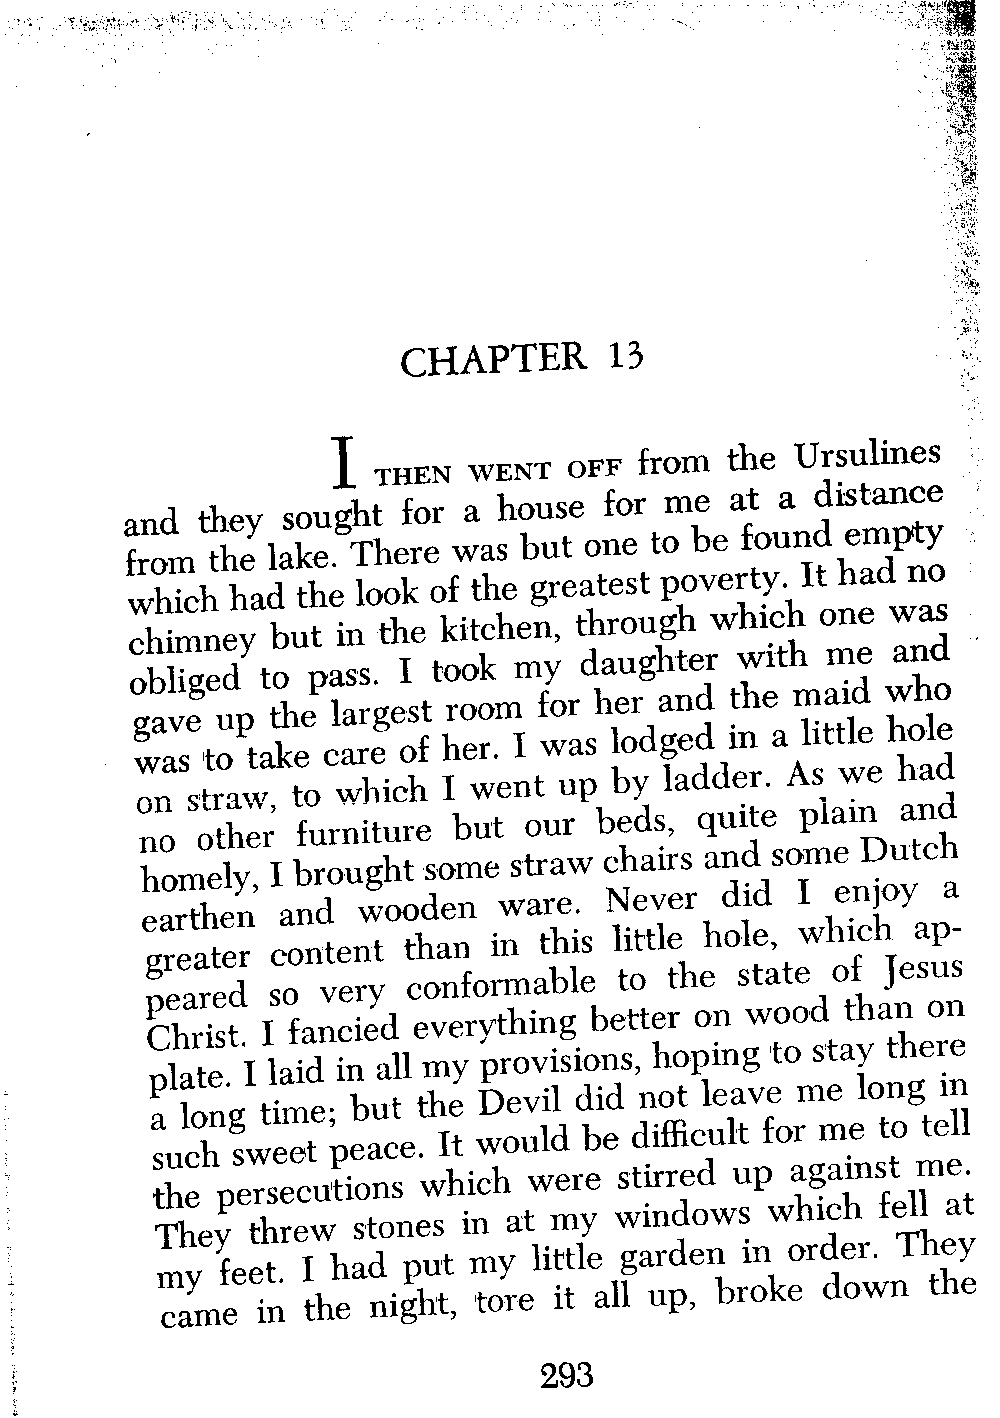 CHAPTER 13
I THEN WENT OFF from the Ursulines
and they sought for a house for me at a distance
from the lake. There was but one to be found empty
which had the look of the greatest poverty. It had no
chimney but in the kitchen, through which one was
obliged to pass. I took my daughter with me and
gave up the largest room for her and the maid who
was to take care of her. I was lodged in a little hole
on straw, to which I went up by ladder. As we had
no other furniture but our beds, quite plain and
homely, I brought some straw chairs and some Dutch
earthen and wooden ware. Never did I enjoy a
greater content than in this little hole, which ap-
peared so very conformable to the state of Jesus
Christ. I fancied everything better on wood than on
plate. I laid in all my provisions, hoping to stay there
a long time; but the Devil did not leave me long in
such sweet peace. It would be difficult for me to tell
the persecutions which were stirred up against me.
They threw stones in at my windows which fell at
my feet. I had put my little garden in order. They
came in the night, tore it all up, broke down the
293